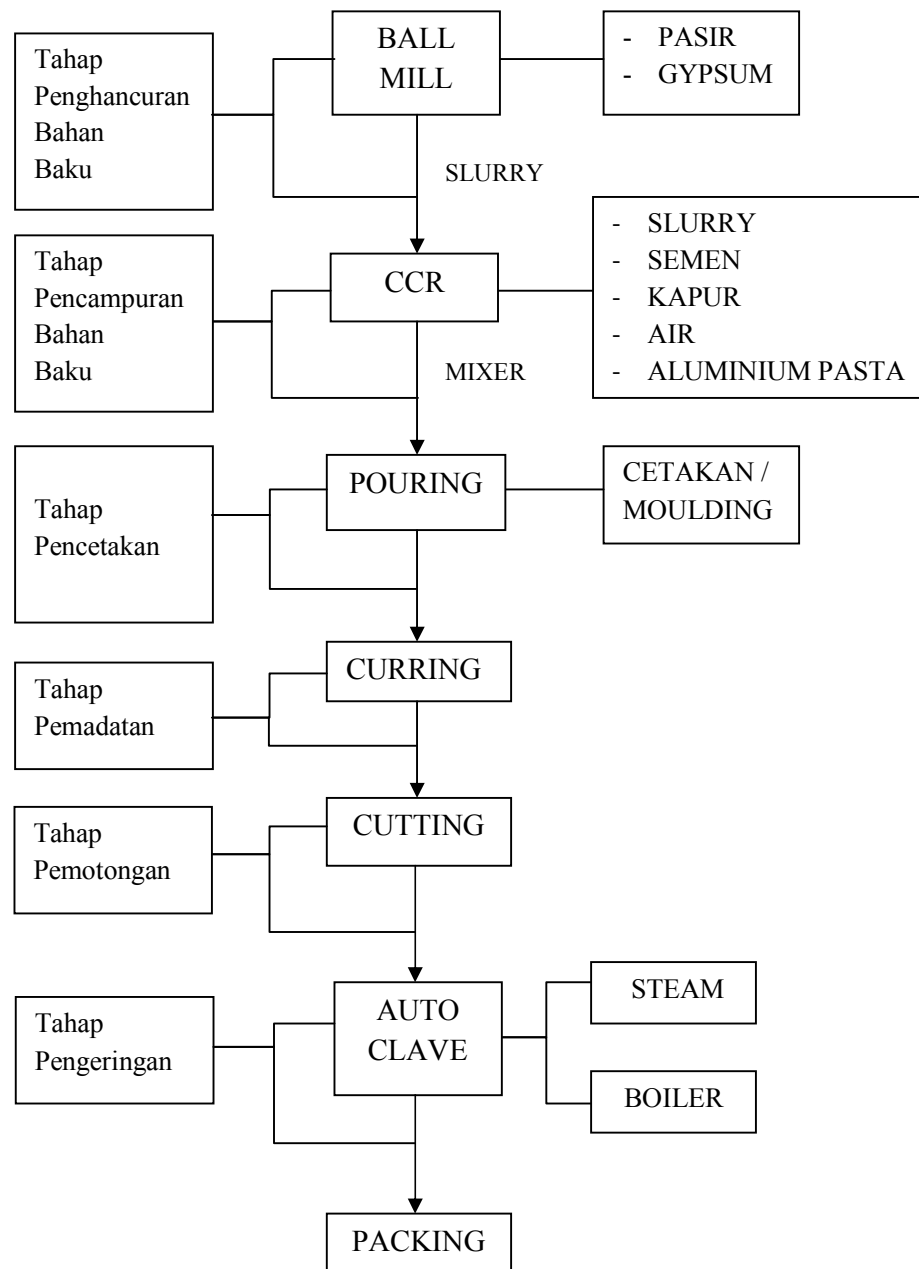 Tahap
Penghancuran
Bahan
Baku
BALL
MILL
- PASIR
- GYPSUM
SLURRY
Tahap
Pencampuran
Bahan
Baku
CCR
- SLURRY
- SEMEN
- KAPUR
- AIR
- ALUMINIUM PASTA
MIXER
Tahap
Pencetakan
POURING
CETAKAN /
MOULDING
Tahap
Pemadatan
CURRING
Tahap
Pemotongan
CUTTING
Tahap
Pengeringan
AUTO
CLAVE
STEAM
BOILER
PACKING